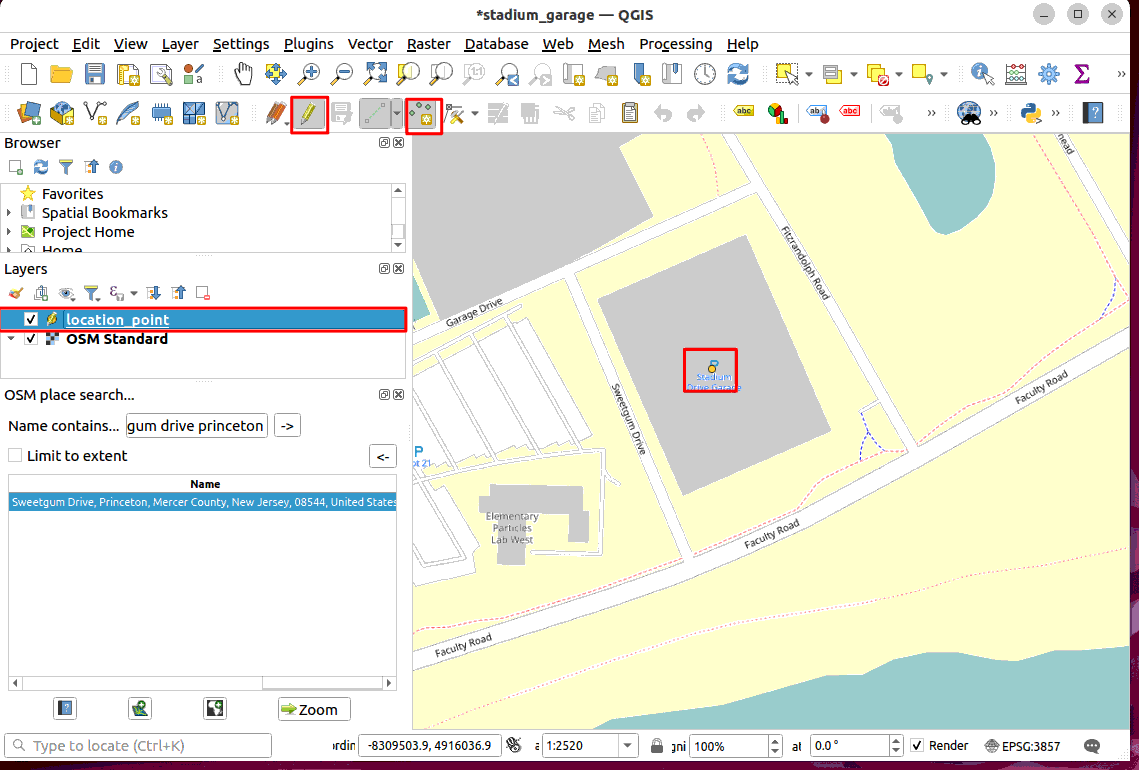 *stadium_garage — QGIS
Project Edit View Layer Settings Plugins Vector Raster Database Web Mesh Processing Help
Browser
Favorites
Spatial Bookmarks
Project Home
Home
Layers
location_point
OSM Standard
OSM place search...
Name contains... gum drive princeton ->
Limit to extent <-
Name
Sweetgum Drive, Princeton, Mercer County, New Jersey, 08544, United States
Zoom
Type to locate (Ctrl+K)
ordin -8309503.9, 4916036.9 1:2520 gni 100% 0.0 ° Render EPSG:3857
Garage Drive
Fitzrandolph Road
Sweetgum Drive
Stadium
Drive Garage
Faculty Road
Faculty Road
Faculty Road
P
ot 21
Elementary
Particles
Lab West